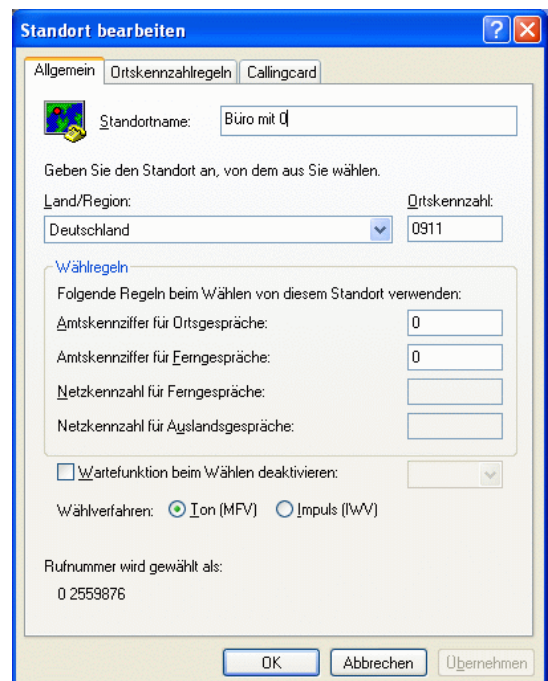 Standort bearbeiten
Allgemein Ortskennzahlregeln Callingcard
Standortname: Büro mit 0
Geben Sie den Standort an, von dem aus Sie wählen.
Land/Region: Ortskennzahl:
Deutschland 0911
Wählregeln
Folgende Regeln beim Wählen von diesem Standort verwenden:
Amtskennziffer für Ortsgespräche: 0
Amtskennziffer für Ferngespräche: 0
Netzkennzahl für Ferngespräche:
Netzkennzahl für Auslandsgespräche:
Wartefunktion beim Wählen deaktivieren:
Wählverfahren: Ton (MFV) Impuls (IWV)
Rufnummer wird gewählt als:
0 2559876
OK Abbrechen Übernehmen